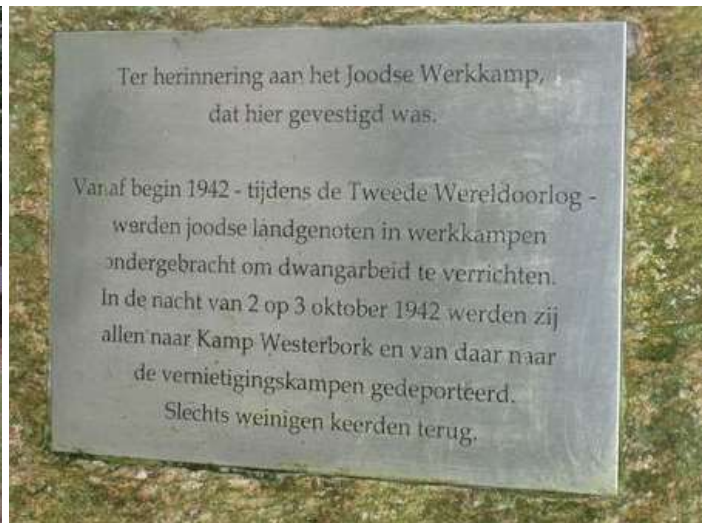 Ter herinnering aan het Joodse Werkkamp,
dat hier gevestigd was.
Vanaf begin 1942 - tijdens de Tweede Wereldoorlog -
werden joodse landgenoten in werkkampen
ondergebracht om dwangarbeid te verrichten.
In de nacht van 2 op 3 oktober 1942 werden zij
allen naar Kamp Westerbork en van daar naar
de vernietigingskampen gedeporteerd.
Slechts weinigen keerden terug.